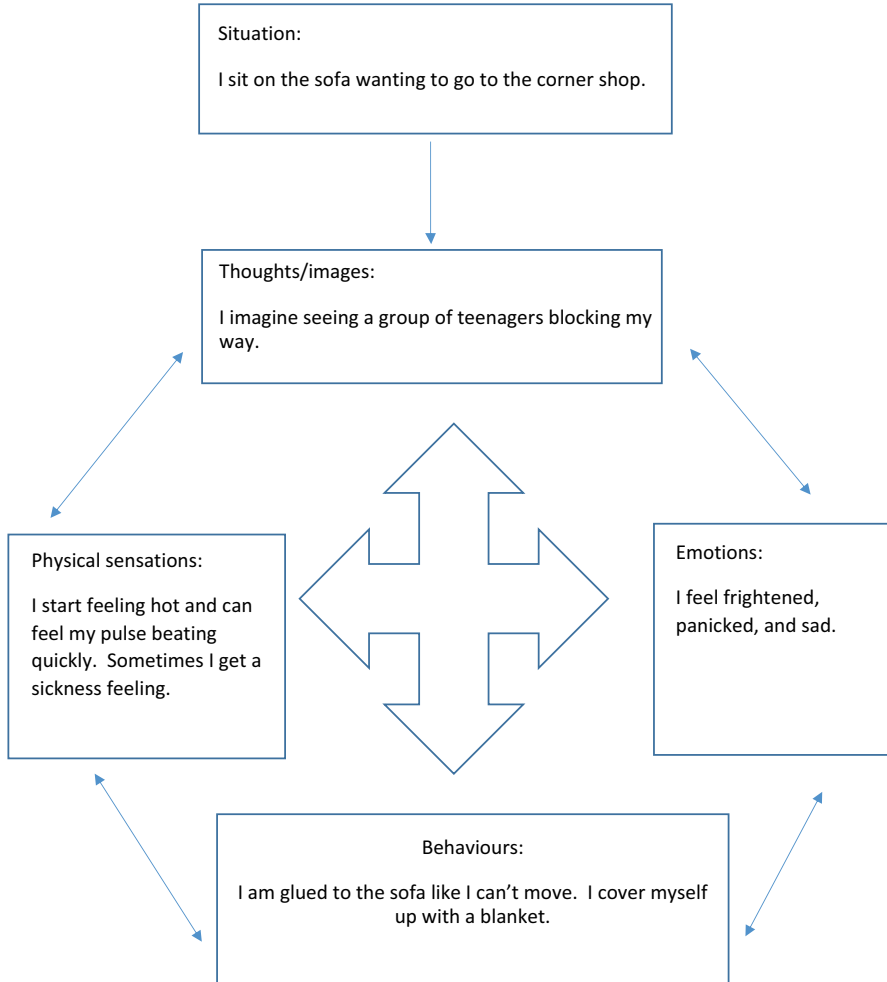 Situation:
I sit on the sofa wanting to go to the corner shop.
Thoughts/images:
I imagine seeing a group of teenagers blocking my
way.
Physical sensations:
I start feeling hot and can
feel my pulse beating
quickly.  Sometimes I get a
sickness feeling.
Emotions:
I feel frightened,
panicked, and sad.
Behaviours:
I am glued to the sofa like I can’t move.  I cover myself
up with a blanket.